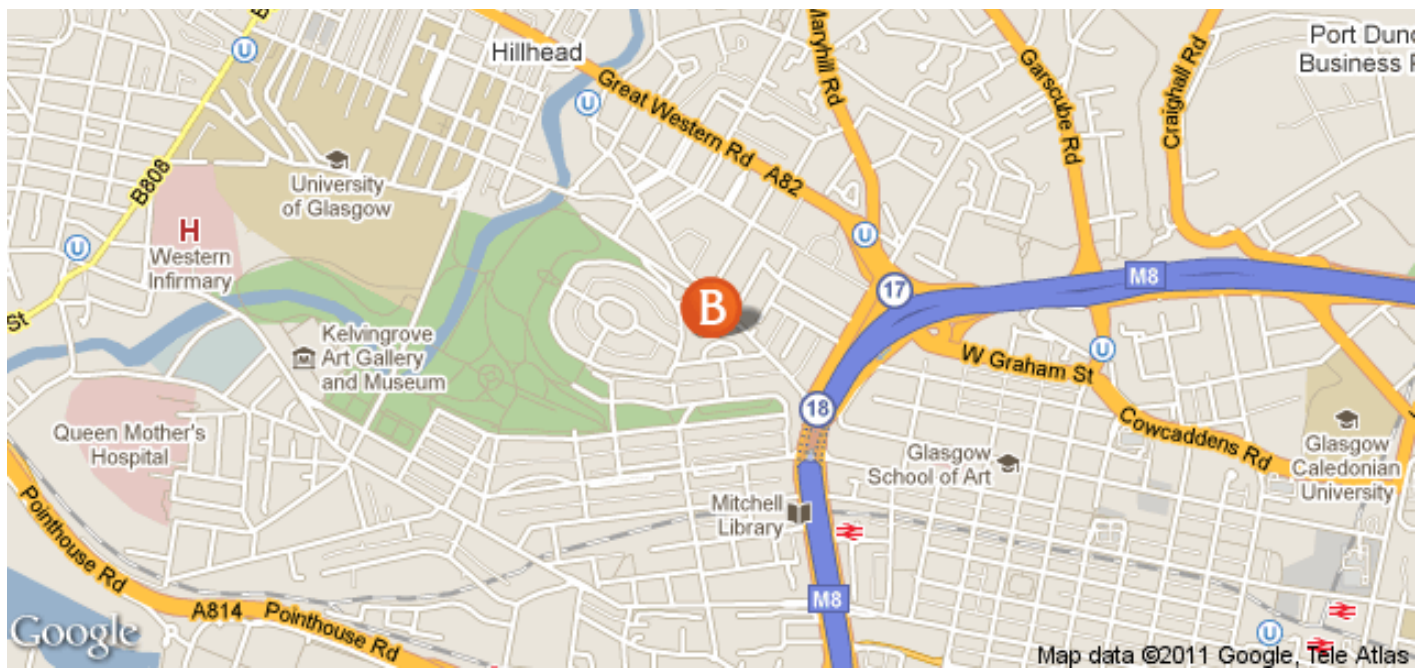 Hillhead
Port Dund
Business P
Maryhill Rd
Garscube Rd
Craighall Rd
U
U
Great Western Rd
A82
B808
University
of Glasgow
U
H
Western
Infirmary
U
17
M8
B
St
Kelvingrove
Art Gallery
and Museum
U
W Graham St
18
Queen Mother's
Hospital
Cowcaddens Rd
Glasgow
School of Art
Glasgow
Caledonian
University
Mitchell
Library
Pointhouse Rd
M8
A814
Pointhouse Rd
Google
U
Map data ©2011 Google, Tele Atlas